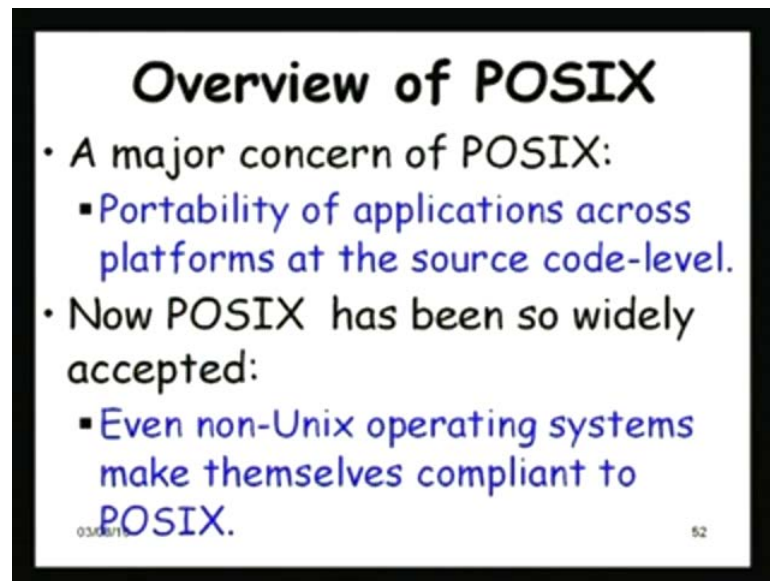 Overview of POSIX
• A major concern of POSIX:
▪Portability of applications across
platforms at the source code-level.
• Now POSIX has been so widely
accepted:
▪Even non-Unix operating systems
make themselves compliant to
POSIX.
52